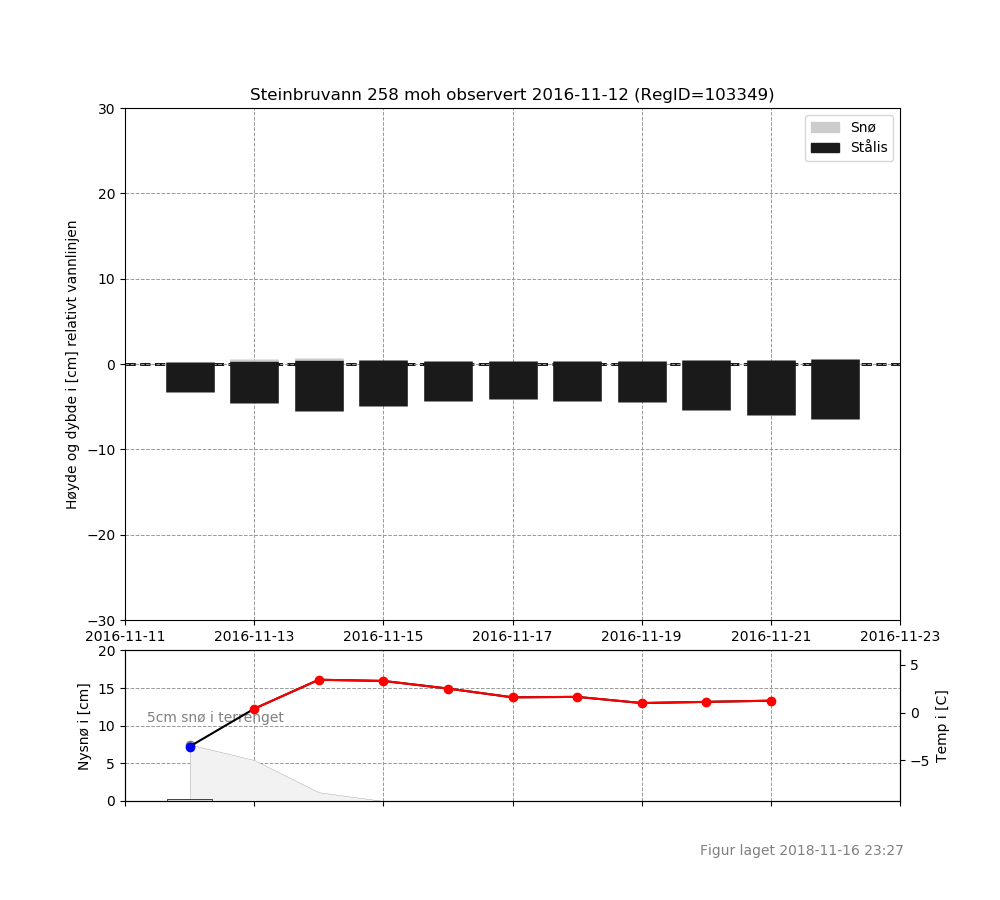 Steinbruvann 258 moh observert 2016-11-12 (RegID=103349)
Snø
Stålis
Høyde og dybde i [cm] relativt vannlinjen
30
20
10
0
−10
−20
−30
2016-11-11 2016-11-13 2016-11-15 2016-11-17 2016-11-19 2016-11-21 2016-11-23
Nysnø i [cm]
20
15
10
5
0
5cm snø i terrenget
5
0
−5
Temp i [C]
Figur laget 2018-11-16 23:27